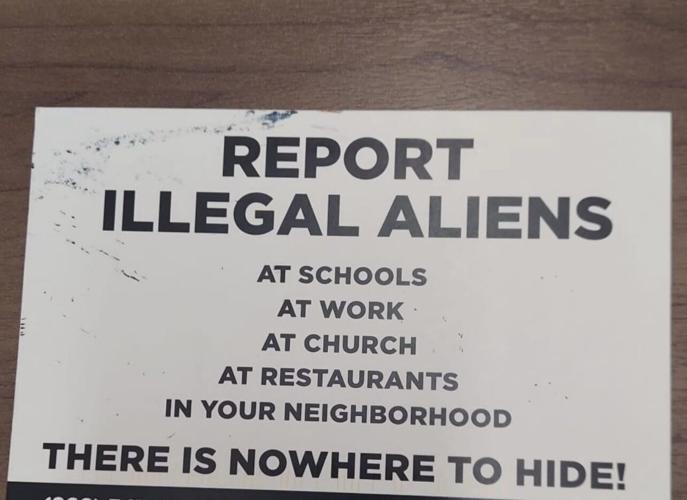 REPORT
ILLEGAL ALIENS
AT SCHOOLS
AT WORK
AT CHURCH
AT RESTAURANTS
IN YOUR NEIGHBORHOOD
THERE IS NOWHERE TO HIDE!